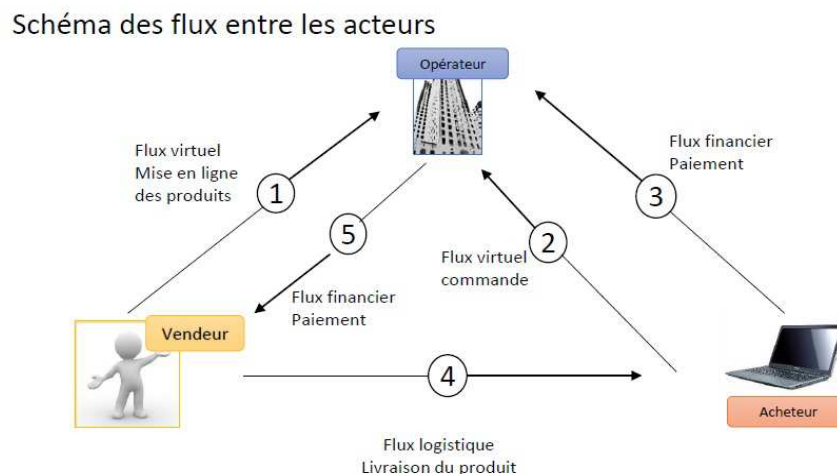 Schéma des flux entre les acteurs
Opérateur
Flux virtuel
Mise en ligne
des produits
1
Flux financier
Paiement
3
5
2
Flux virtuel
commande
Flux financier
Paiement
Vendeur
4
Acheteur
Flux logistique
Livraison du produit